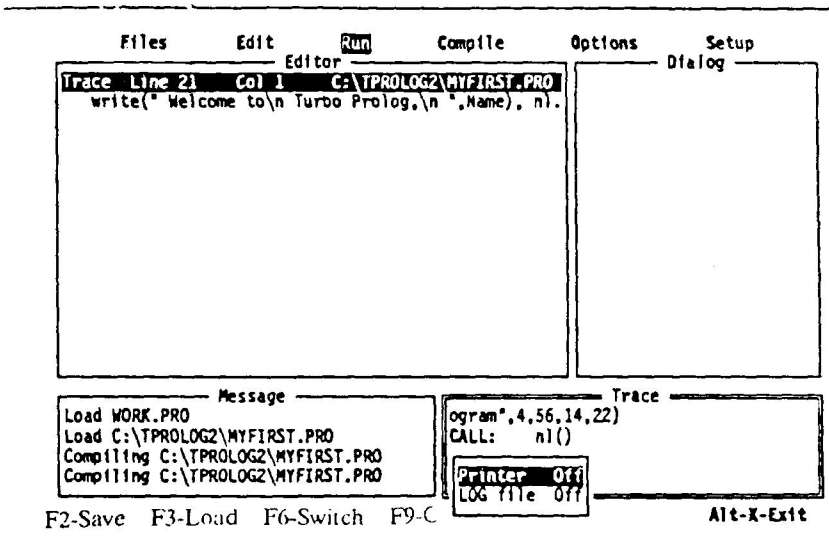 Files Edit Run Compile Options Setup
Editor
Dialog
Trace Line 21 Col 1 C:\TPROLOG2\MYFIRST.PRO
write(" Welcome to\n Turbo Prolog,\n ",Name), nl.
Message
Load WORK.PRO
Load C:\TPROLOG2\MYFIRST.PRO
Compiling C:\TPROLOG2\MYFIRST.PRO
Compiling C:\TPROLOG2\MYFIRST.PRO
Trace
ogram",4,56,14,22)
CALL: nl()
Printer Off
LOG file Off
F2-Save F3-Load F6-Switch F9-C
Alt-X-Exit